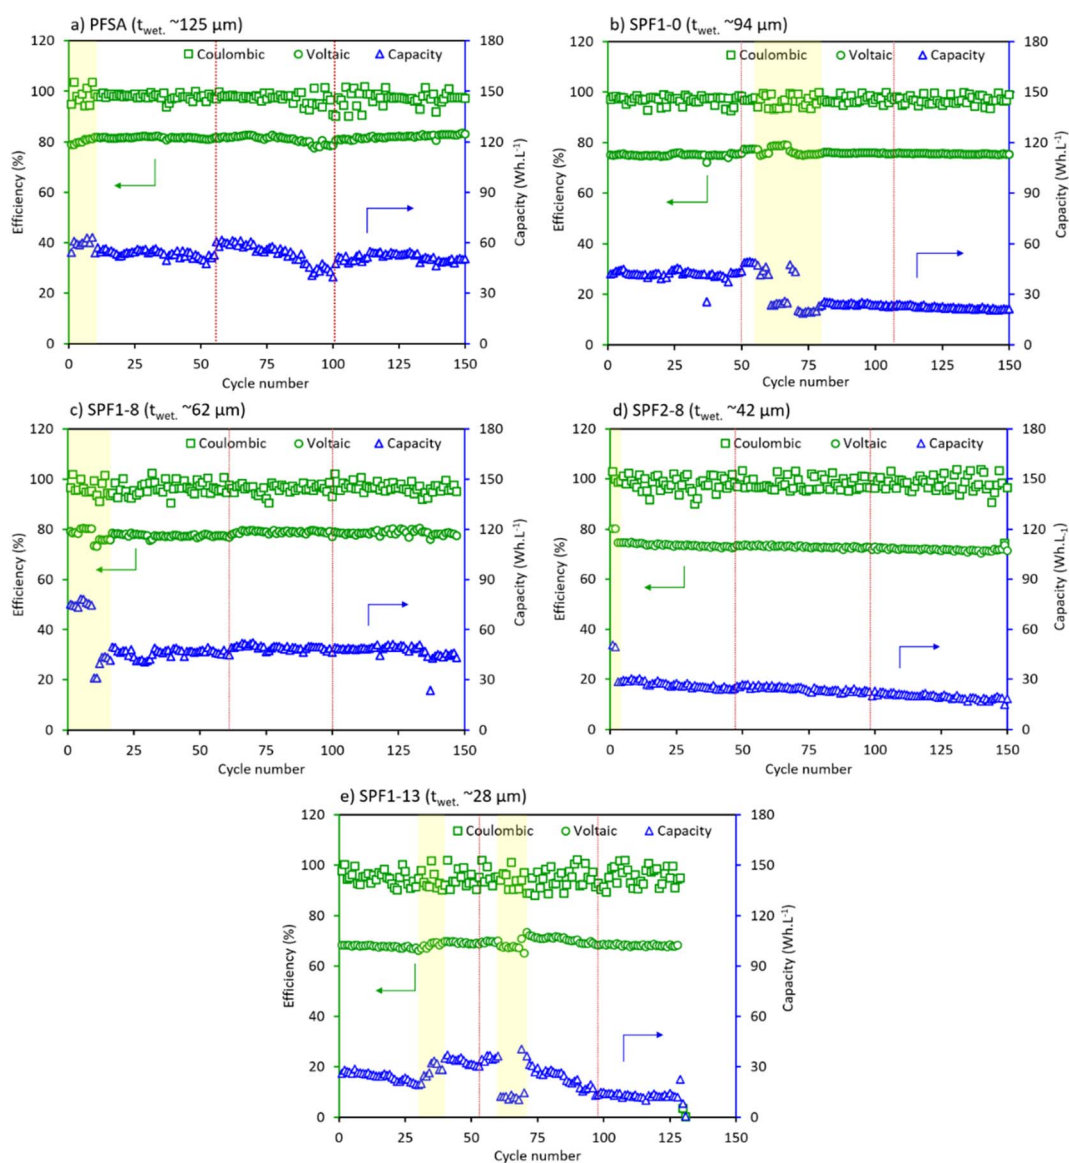 a) PFSA (t_wet. ~125 µm)
120 180
Coulombic Voltaic Capacity
100 150
80 120
60 90
40 60
20 30
0 0
0 25 50 75 100 125 150
Efficiency (%)
Capacity (Wh.L⁻¹)
Cycle number
b) SPF1-0 (t_wet. ~94 µm)
120 180
Coulombic Voltaic Capacity
100 150
80 120
60 90
40 60
20 30
0 0
0 25 50 75 100 125 150
Efficiency (%)
Capacity (Wh.L⁻¹)
Cycle number
c) SPF1-8 (t_wet. ~62 µm)
120 180
Coulombic Voltaic Capacity
100 150
80 120
60 90
40 60
20 30
0 0
0 25 50 75 100 125 150
Efficiency (%)
Capacity (Wh.L⁻¹)
Cycle number
d) SPF2-8 (t_wet. ~42 µm)
120 180
Coulombic Voltaic Capacity
100 150
80 120
60 90
40 60
20 30
0 0
0 25 50 75 100 125 150
Efficiency (%)
Capacity (Wh.L₁)
Cycle number
e) SPF1-13 (t_wet. ~28 µm)
120 180
Coulombic Voltaic Capacity
100 150
80 120
60 90
40 60
20 30
0 0
0 25 50 75 100 125 150
Efficiency (%)
Capacity (Wh.L⁻¹)
Cycle number